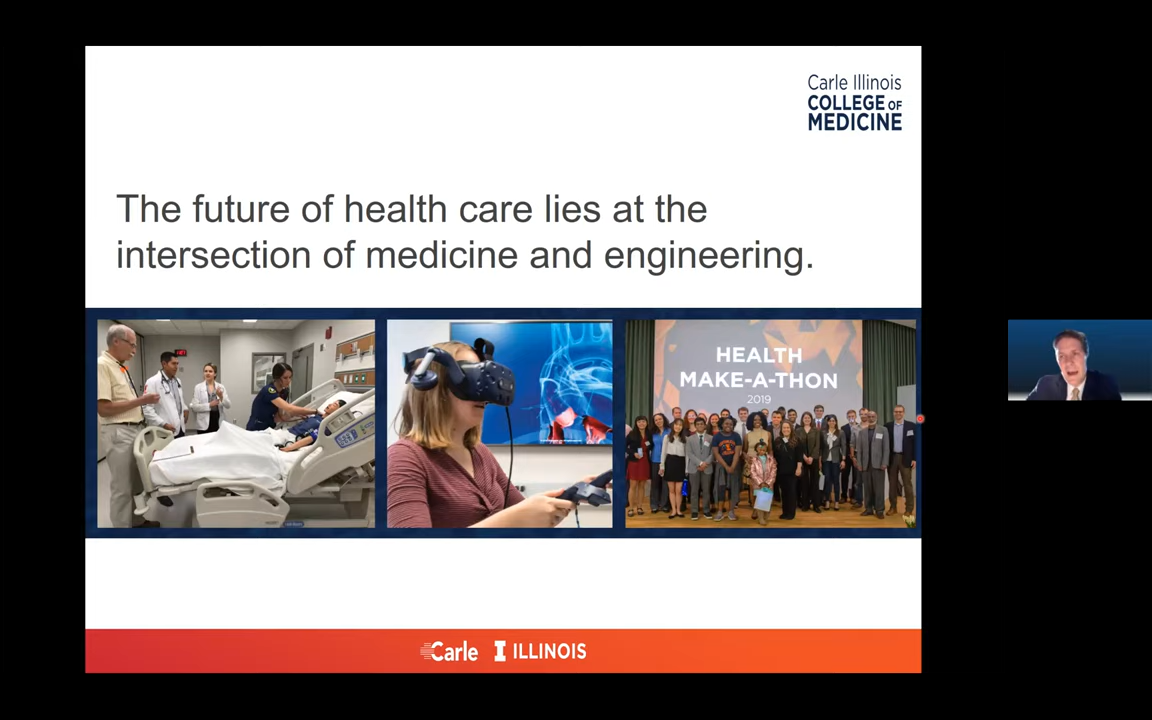 Carle Illinois
COLLEGE OF
MEDICINE
The future of health care lies at the
intersection of medicine and engineering.
HEALTH
MAKE-A-THON
2019
Carle
I ILLINOIS